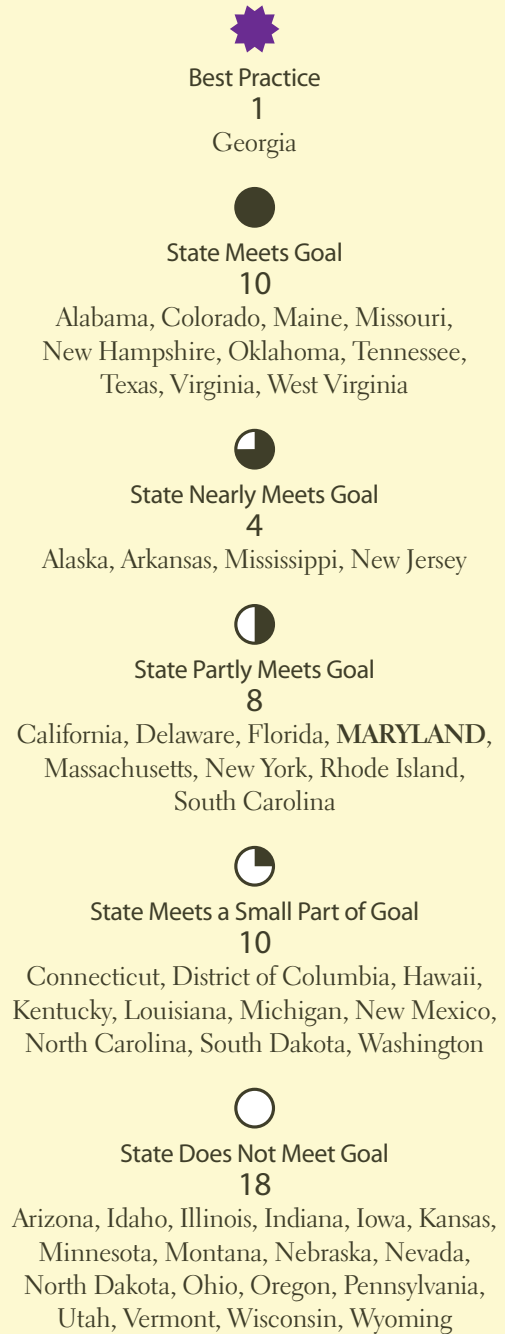 Best Practice
1
Georgia
State Meets Goal
10
Alabama, Colorado, Maine, Missouri,
New Hampshire, Oklahoma, Tennessee,
Texas, Virginia, West Virginia
State Nearly Meets Goal
4
Alaska, Arkansas, Mississippi, New Jersey
State Partly Meets Goal
8
California, Delaware, Florida, MARYLAND,
Massachusetts, New York, Rhode Island,
South Carolina
State Meets a Small Part of Goal
10
Connecticut, District of Columbia, Hawaii,
Kentucky, Louisiana, Michigan, New Mexico,
North Carolina, South Dakota, Washington
State Does Not Meet Goal
18
Arizona, Idaho, Illinois, Indiana, Iowa, Kansas,
Minnesota, Montana, Nebraska, Nevada,
North Dakota, Ohio, Oregon, Pennsylvania,
Utah, Vermont, Wisconsin, Wyoming